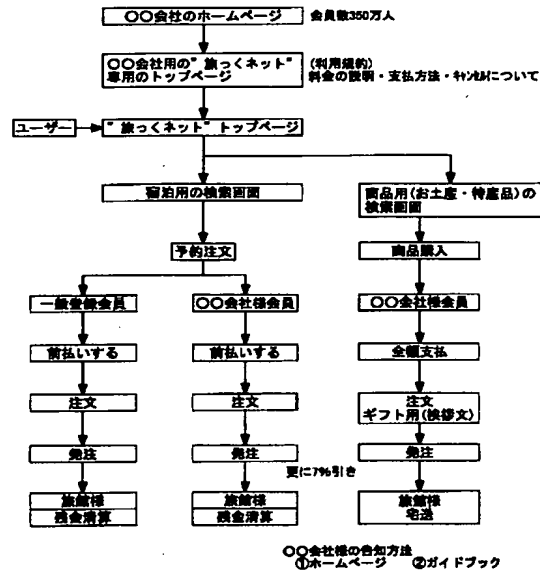 〇〇会社のホームページ
会員数350万人
〇〇会社用の"旅っくネット"
専用のトップページ
(利用規約)
料金の説明・支払方法・ｷｬﾝｾﾙについて
ユーザー
"旅っくネット"トップページ
宿泊用の検索画面
商品用(お土産・特産品)の
検索画面
予約注文
商品購入
一般登録会員
〇〇会社様会員
〇〇会社様会員
前払いする
前払いする
全額支払
注文
注文
注文
ギフト用(挨拶文)
発注
発注
発注
更に7%引き
旅館様
残金清算
旅館様
残金清算
旅館様
宅送
〇〇会社様の告知方法
①ホームページ ②ガイドブック